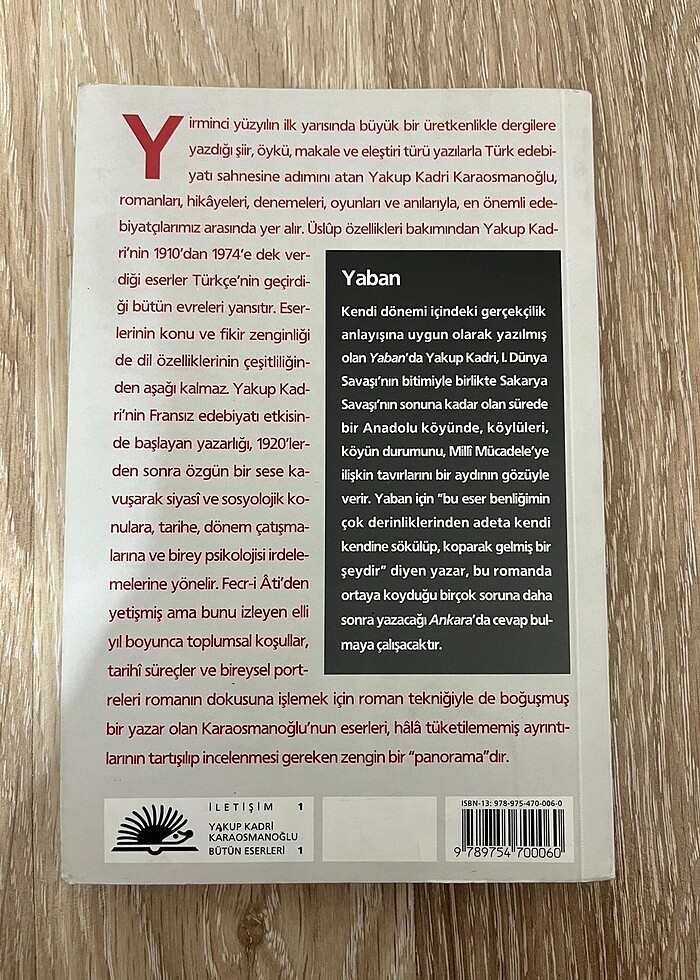 Yirminci yüzyılın ilk yarısında büyük bir üretkenlikle dergilere
yazdığı şiir, öykü, makale ve eleştiri türü yazılarla Türk edebi-
yatı sahnesine adımını atan Yakup Kadri Karaosmanoğlu,
romanları, hikâyeleri, denemeleri, oyunları ve anılarıyla, en önemli ede-
biyatçılarımız arasında yer alır. Üslûp özellikleri bakımından Yakup Kad-
ri'nin 1910'dan 1974'e dek ver-
diği eserler Türkçe'nin geçirdi-
ği bütün evreleri yansıtır. Eser-
lerinin konu ve fikir zenginliği
de dil özelliklerinin çeşitliliğin-
den aşağı kalmaz. Yakup Kad-
ri'nin Fransız edebiyatı etkisin-
de başlayan yazarlığı, 1920'ler-
den sonra özgün bir sese ka-
vuşarak siyasî ve sosyolojik ko-
nulara, tarihe, dönem çatışma-
larına ve birey psikolojisi irdele-
melerine yönelir. Fecr-i Âti'den
yetişmiş ama bunu izleyen elli
yıl boyunca toplumsal koşullar,
tarihî süreçler ve bireysel port-
releri romanın dokusuna işlemek için roman tekniğiyle de boğuşmuş
bir yazar olan Karaosmanoğlu'nun eserleri, hâlâ tüketilememiş ayrıntı-
larının tartışılıp incelenmesi gereken zengin bir "panorama"dır.
Yaban
Kendi dönemi içindeki gerçekçilik
anlayışına uygun olarak yazılmış
olan Yaban'da Yakup Kadri, I. Dünya
Savaşı'nın bitimiyle birlikte Sakarya
Savaşı'nın sonuna kadar olan sürede
bir Anadolu köyünde, köylüleri,
köyün durumunu, Millî Mücadele'ye
ilişkin tavırlarını bir aydının gözüyle
verir. Yaban için "bu eser benliğimin
çok derinliklerinden adeta kendi
kendine sökülüp, koparak gelmiş bir
şeydir" diyen yazar, bu romanda
ortaya koyduğu birçok soruna daha
sonra yazacağı Ankara'da cevap bul-
maya çalışacaktır.
İLETİŞİM 1
YAKUP KADRİ
KARAOSMANOĞLU
BÜTÜN ESERLERİ 1
ISBN-13: 978-975-470-006-0
9 789754 700060